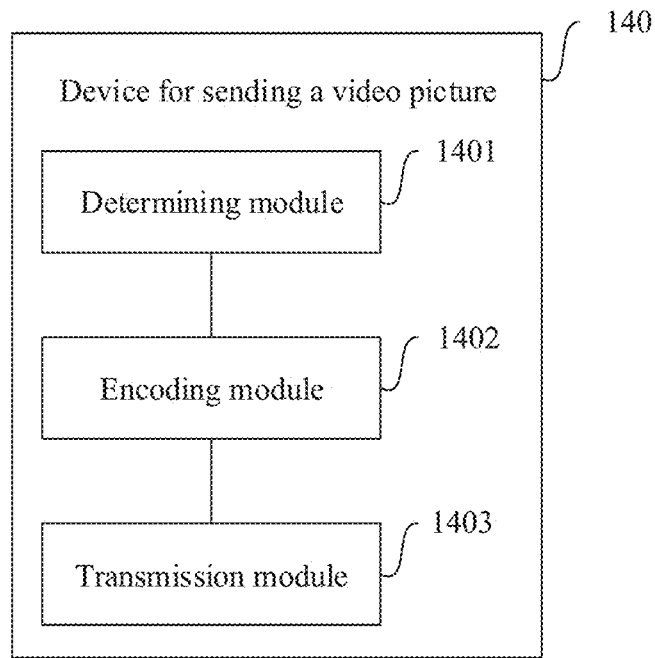 140
Device for sending a video picture
1401
Determining module
1402
Encoding module
1403
Transmission module